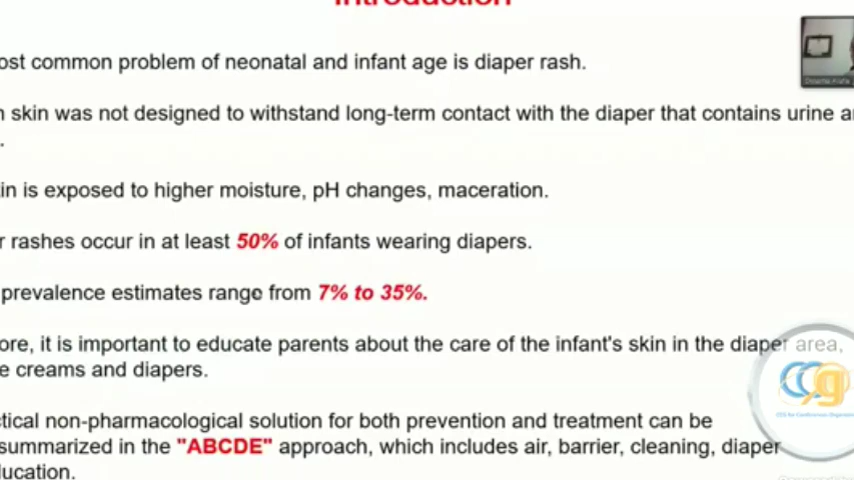 Introduction
ost common problem of neonatal and infant age is diaper rash.
n skin was not designed to withstand long-term contact with the diaper that contains urine a
.
in is exposed to higher moisture, pH changes, maceration.
r rashes occur in at least 50% of infants wearing diapers.
prevalence estimates range from 7% to 35%.
ore, it is important to educate parents about the care of the infant's skin in the diaper area,
e creams and diapers.
ctical non-pharmacological solution for both prevention and treatment can be
summarized in the "ABCDE" approach, which includes air, barrier, cleaning, diaper
ducation.
CCG